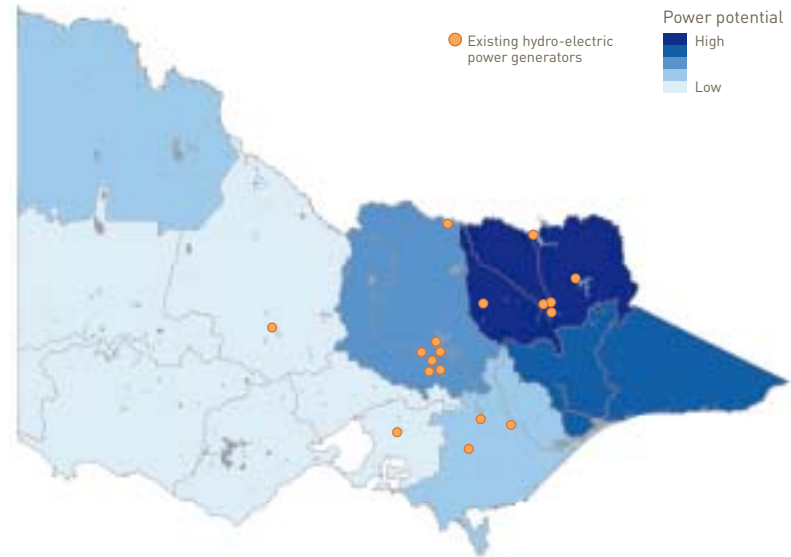 Power potential
High
Low
Existing hydro-electric
power generators